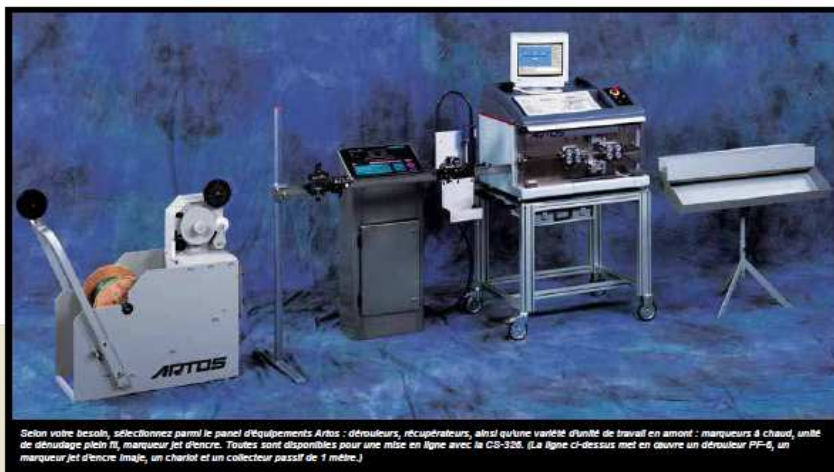 ARTOS
Selon votre besoin, sélectionnez parmi le panel d'équipements Artos : dérouleurs, récupérateurs, ainsi qu'une variété d'unité de travail en amont : marqueurs à chaud, unité
de dénudage plein fil, marqueur jet d'encre. Toutes sont disponibles pour une mise en ligne avec la CS-326. (La ligne ci-dessus met en œuvre un dérouleur PF-6, un
marqueur jet d'encre Imaje, un chariot et un collecteur passif de 1 mètre.)